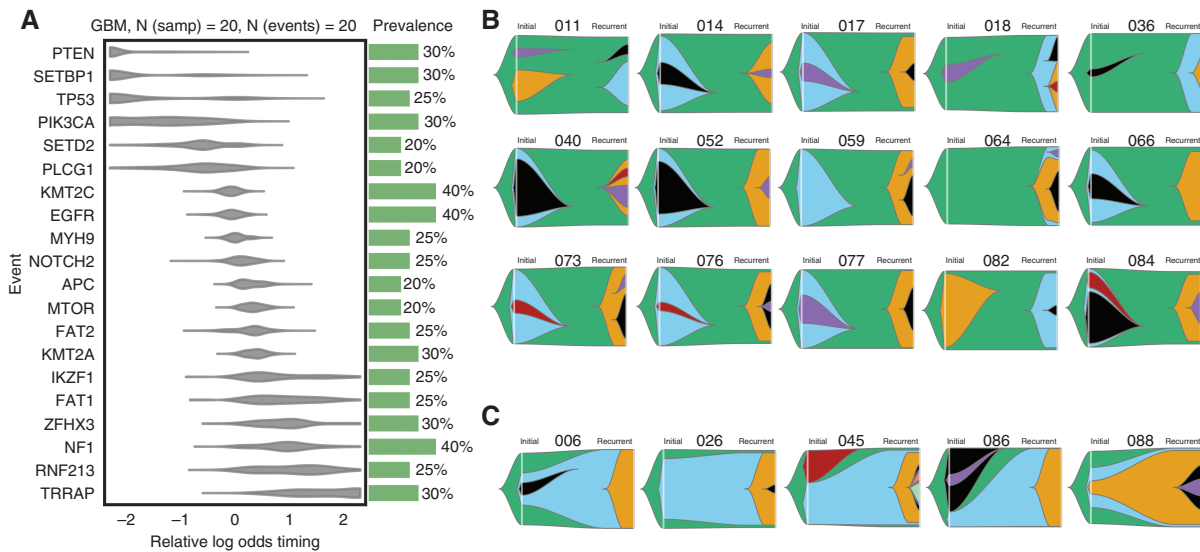 A
GBM, N (samp) = 20, N (events) = 20
Prevalence
Event
PTEN 30%
SETBP1 30%
TP53 25%
PIK3CA 30%
SETD2 20%
PLCG1 20%
KMT2C 40%
EGFR 40%
MYH9 25%
NOTCH2 25%
APC 20%
MTOR 20%
FAT2 25%
KMT2A 30%
IKZF1 25%
FAT1 25%
ZFHX3 30%
NF1 40%
RNF213 25%
TRRAP 30%
−2 −1 0 1 2
Relative log odds timing
B
Initial 011 Recurrent
Initial 014 Recurrent
Initial 017 Recurrent
Initial 018 Recurrent
Initial 036 Recurrent
Initial 040 Recurrent
Initial 052 Recurrent
Initial 059 Recurrent
Initial 064 Recurrent
Initial 066 Recurrent
Initial 073 Recurrent
Initial 076 Recurrent
Initial 077 Recurrent
Initial 082 Recurrent
Initial 084 Recurrent
C
Initial 006 Recurrent
Initial 026 Recurrent
Initial 045 Recurrent
Initial 086 Recurrent
Initial 088 Recurrent